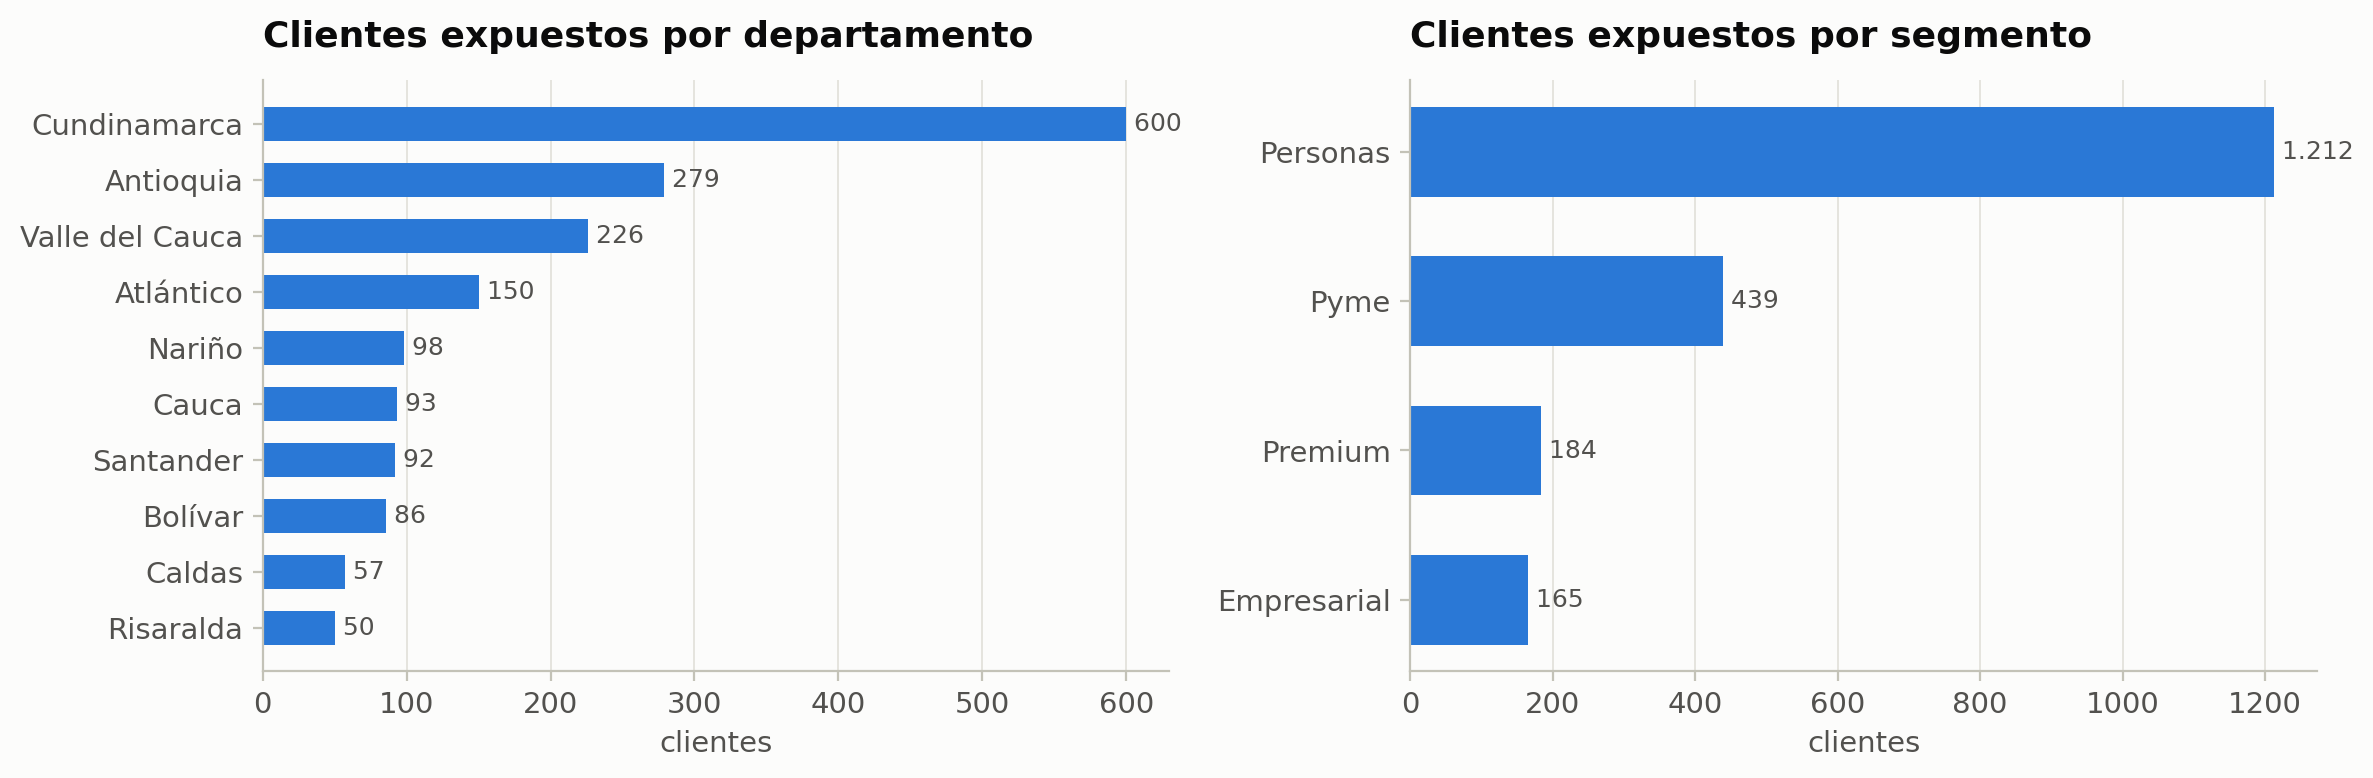 Clientes expuestos por departamento
Cundinamarca 600
Antioquia 279
Valle del Cauca 226
Atlántico 150
Nariño 98
Cauca 93
Santander 92
Bolívar 86
Caldas 57
Risaralda 50
0 100 200 300 400 500 600
clientes
Clientes expuestos por segmento
Personas 1.212
Pyme 439
Premium 184
Empresarial 165
0 200 400 600 800 1000 1200
clientes